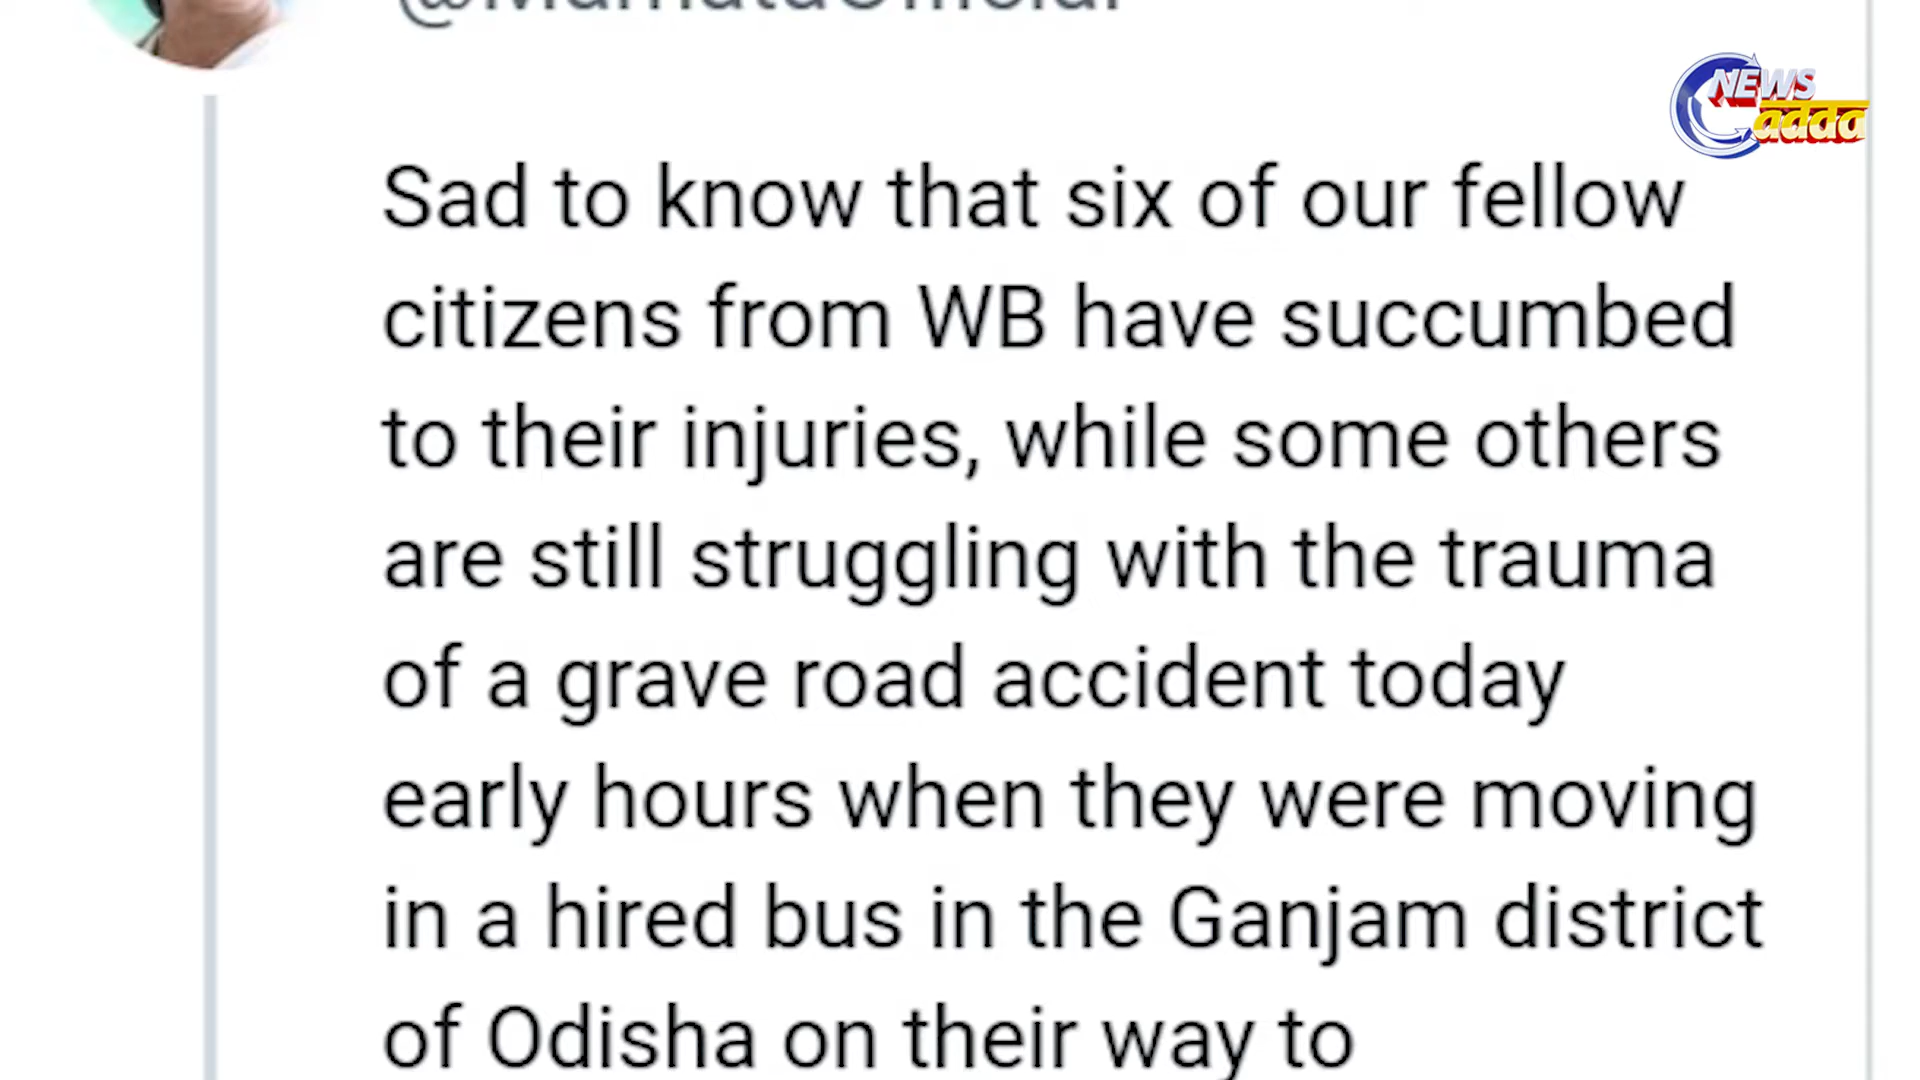 @MamataOfficial
NEWS
adda
Sad to know that six of our fellow
citizens from WB have succumbed
to their injuries, while some others
are still struggling with the trauma
of a grave road accident today
early hours when they were moving
in a hired bus in the Ganjam district
of Odisha on their way to